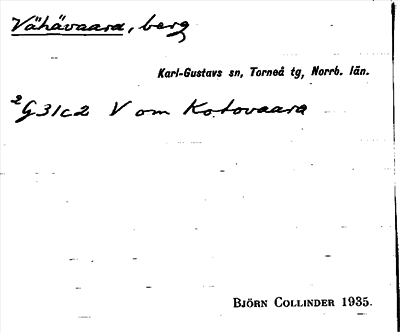 Vähävaara, berg
Karl-Gustavs sn, Torneå tg, Norrb. län.
²G31c2 V om Kotovaara
BJÖRN COLLINDER 1935.